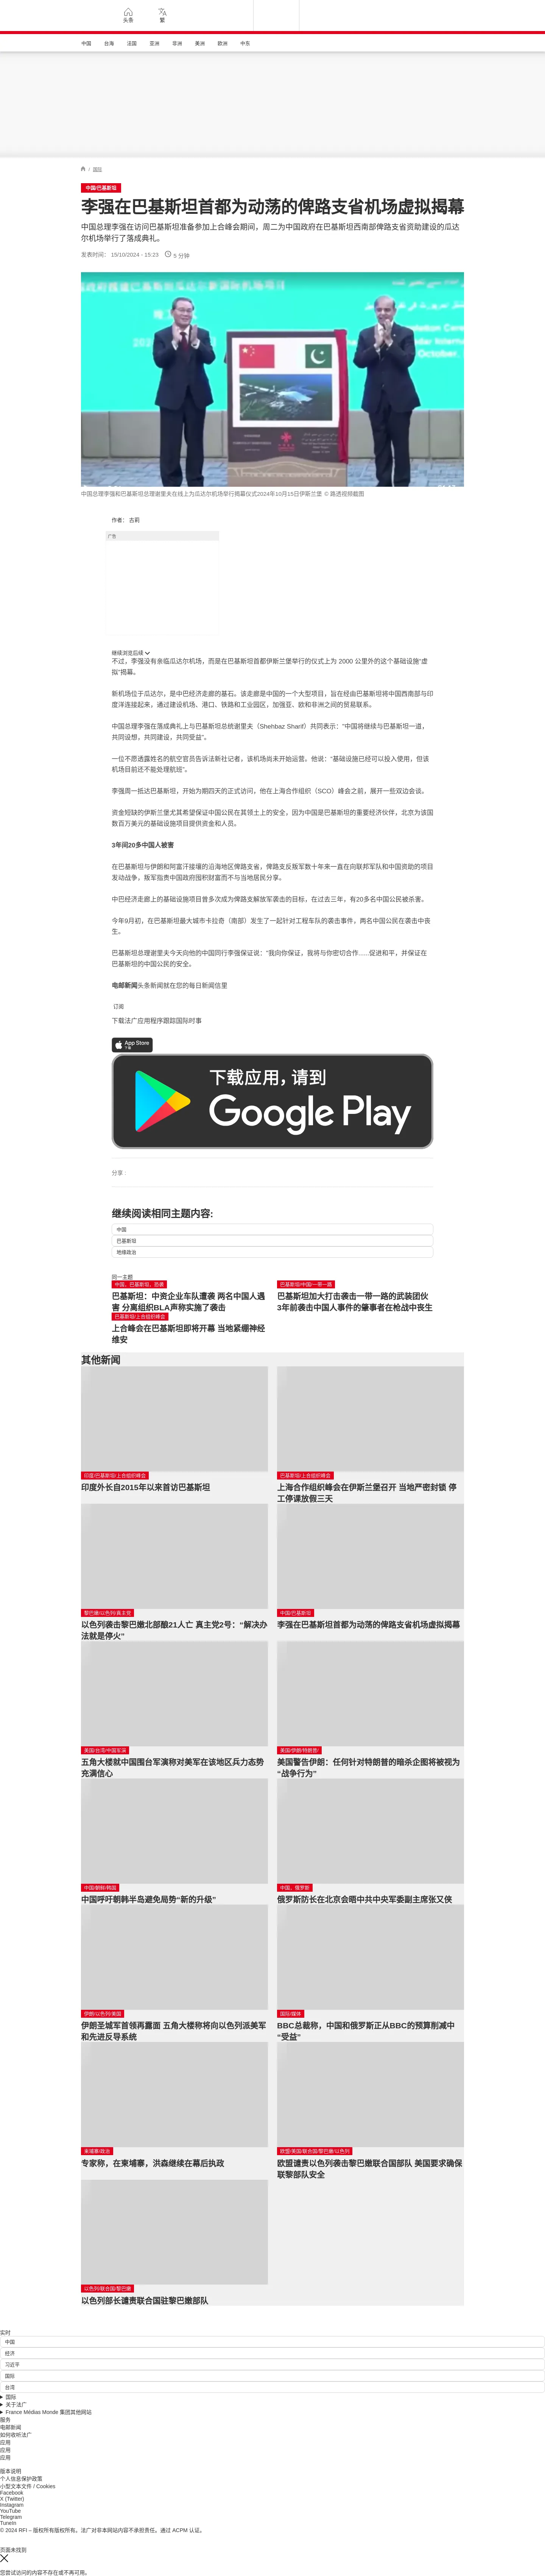 头条
繁
中国
台海
法国
亚洲
非洲
美洲
欧洲
中东
/ 国际
中国/巴基斯坦
李强在巴基斯坦首都为动荡的俾路支省机场虚拟揭幕
中国总理李强在访问巴基斯坦准备参加上合峰会期间，周二为中国政府在巴基斯坦西南部俾路支省资助建设的瓜达
尔机场举行了落成典礼。
发表时间： 15/10/2024 - 15:23 5 分钟
中国总理李强和巴基斯坦总理谢里夫在线上为瓜达尔机场举行揭幕仪式2024年10月15日伊斯兰堡 © 路透视频截图
作者： 古莉
广告
继续浏览后续
不过，李强没有亲临瓜达尔机场，而是在巴基斯坦首都伊斯兰堡举行的仪式上为 2000 公里外的这个基础设施“虚
拟”揭幕。
新机场位于瓜达尔，是中巴经济走廊的基石。该走廊是中国的一个大型项目，旨在经由巴基斯坦将中国西南部与印
度洋连接起来，通过建设机场、港口、铁路和工业园区，加强亚、欧和非洲之间的贸易联系。
中国总理李强在落成典礼上与巴基斯坦总统谢里夫（Shehbaz Sharif）共同表示：“中国将继续与巴基斯坦一道，
共同设想，共同建设，共同受益”。
一位不愿透露姓名的航空官员告诉法新社记者，该机场尚未开始运营。他说：“基础设施已经可以投入使用，但该
机场目前还不能处理航班”。
李强周一抵达巴基斯坦，开始为期四天的正式访问，他在上海合作组织（SCO）峰会之前，展开一些双边会谈。
资金短缺的伊斯兰堡尤其希望保证中国公民在其领土上的安全，因为中国是巴基斯坦的重要经济伙伴，北京为该国
数百万美元的基础设施项目提供资金和人员。
3年间20多中国人被害
在巴基斯坦与伊朗和阿富汗接壤的沿海地区俾路支省，俾路支反叛军数十年来一直在向联邦军队和中国资助的项目
发动战争，叛军指责中国政府囤积财富而不与当地居民分享。
中巴经济走廊上的基础设施项目曾多次成为俾路支解放军袭击的目标，在过去三年，有20多名中国公民被杀害。
今年9月初，在巴基斯坦最大城市卡拉奇（南部）发生了一起针对工程车队的袭击事件，两名中国公民在袭击中丧
生。
巴基斯坦总理谢里夫今天向他的中国同行李强保证说：“我向你保证，我将与你密切合作......促进和平，并保证在
巴基斯坦的中国公民的安全。
电邮新闻头条新闻就在您的每日新闻信里
订阅
下载法广应用程序跟踪国际时事
App Store
下载
下载应用，请到
Google Play
分享 :
继续阅读相同主题内容:
中国
巴基斯坦
地缘政治
同一主题
中国、巴基斯坦、恐袭
巴基斯坦：中资企业车队遭袭 两名中国人遇
害 分离组织BLA声称实施了袭击
巴基斯坦/中国/一带一路
巴基斯坦加大打击袭击一带一路的武装团伙
3年前袭击中国人事件的肇事者在枪战中丧生
巴基斯坦/上合组织峰会
上合峰会在巴基斯坦即将开幕 当地紧绷神经
维安
其他新闻
印度/巴基斯坦/上合组织峰会
印度外长自2015年以来首访巴基斯坦
巴基斯坦/上合组织峰会
上海合作组织峰会在伊斯兰堡召开 当地严密封锁 停
工停课放假三天
黎巴嫩/以色列/真主党
以色列袭击黎巴嫩北部酿21人亡 真主党2号：“解决办
法就是停火”
中国/巴基斯坦
李强在巴基斯坦首都为动荡的俾路支省机场虚拟揭幕
美国/台湾/中国军演
五角大楼就中国围台军演称对美军在该地区兵力态势
充满信心
美国/伊朗/特朗普/
美国警告伊朗：任何针对特朗普的暗杀企图将被视为
“战争行为”
中国/朝鲜/韩国
中国呼吁朝韩半岛避免局势“新的升级”
中国、俄罗斯
俄罗斯防长在北京会晤中共中央军委副主席张又侠
伊朗/以色列/美国
伊朗圣城军首领再露面 五角大楼称将向以色列派美军
和先进反导系统
国际/媒体
BBC总裁称，中国和俄罗斯正从BBC的预算削减中
“受益”
柬埔寨/政治
专家称，在柬埔寨，洪森继续在幕后执政
欧盟/美国/联合国/黎巴嫩/以色列
欧盟谴责以色列袭击黎巴嫩联合国部队 美国要求确保
联黎部队安全
以色列/联合国/黎巴嫩
以色列部长谴责联合国驻黎巴嫩部队
实时
中国
经济
习近平
国际
台湾
国际
关于法广
France Médias Monde 集团其他网站
服务
电邮新闻
如何收听法广
应用
应用
应用
版本说明
个人信息保护政策
小型文本文件 / Cookies
Facebook
X (Twitter)
Instagram
YouTube
Telegram
TuneIn
© 2024 RFI – 版权所有版权所有。法广对非本网站内容不承担责任。通过 ACPM 认证。
页面未找到
您尝试访问的内容不存在或不再可用。